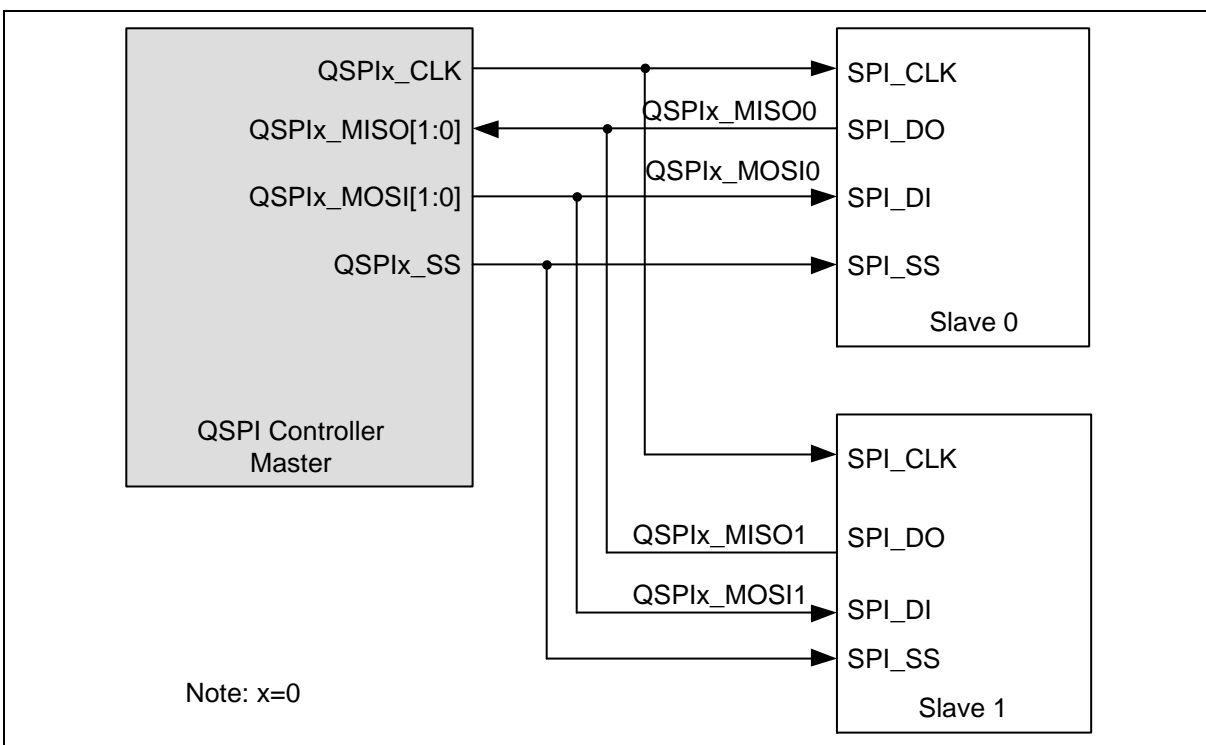 QSPIx_CLK
QSPIx_MISO[1:0]
QSPIx_MOSI[1:0]
QSPIx_SS
QSPI Controller
Master
QSPIx_MISO0
QSPIx_MOSI0
SPI_CLK
SPI_DO
SPI_DI
SPI_SS
Slave 0
QSPIx_MISO1
QSPIx_MOSI1
SPI_CLK
SPI_DO
SPI_DI
SPI_SS
Slave 1
Note: x=0